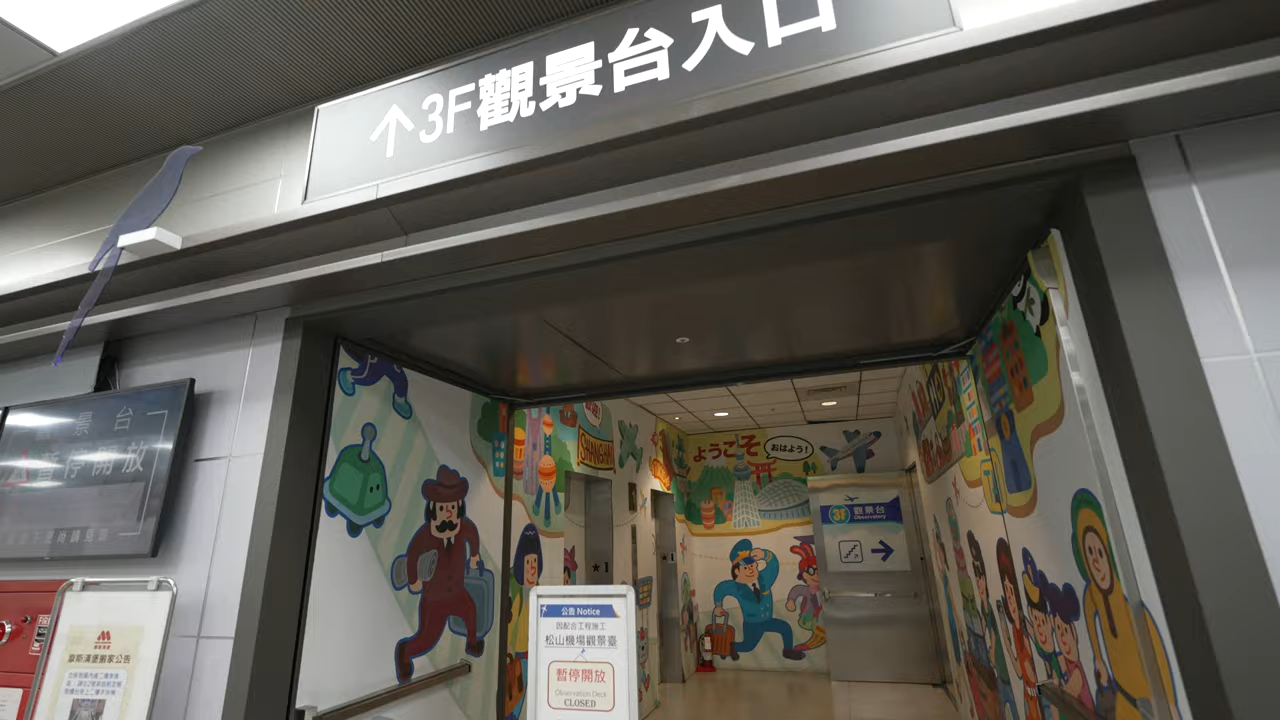 ↑3F觀景台入口
觀景台
暫停開放
SHANGHAI
ようこそ
おはよう!
3F 觀景台
Observatory
★1
公告 Notice
因配合工程施工
松山機場觀景臺
暫停開放
Observation Deck
CLOSED
摩斯漢堡搬家公告